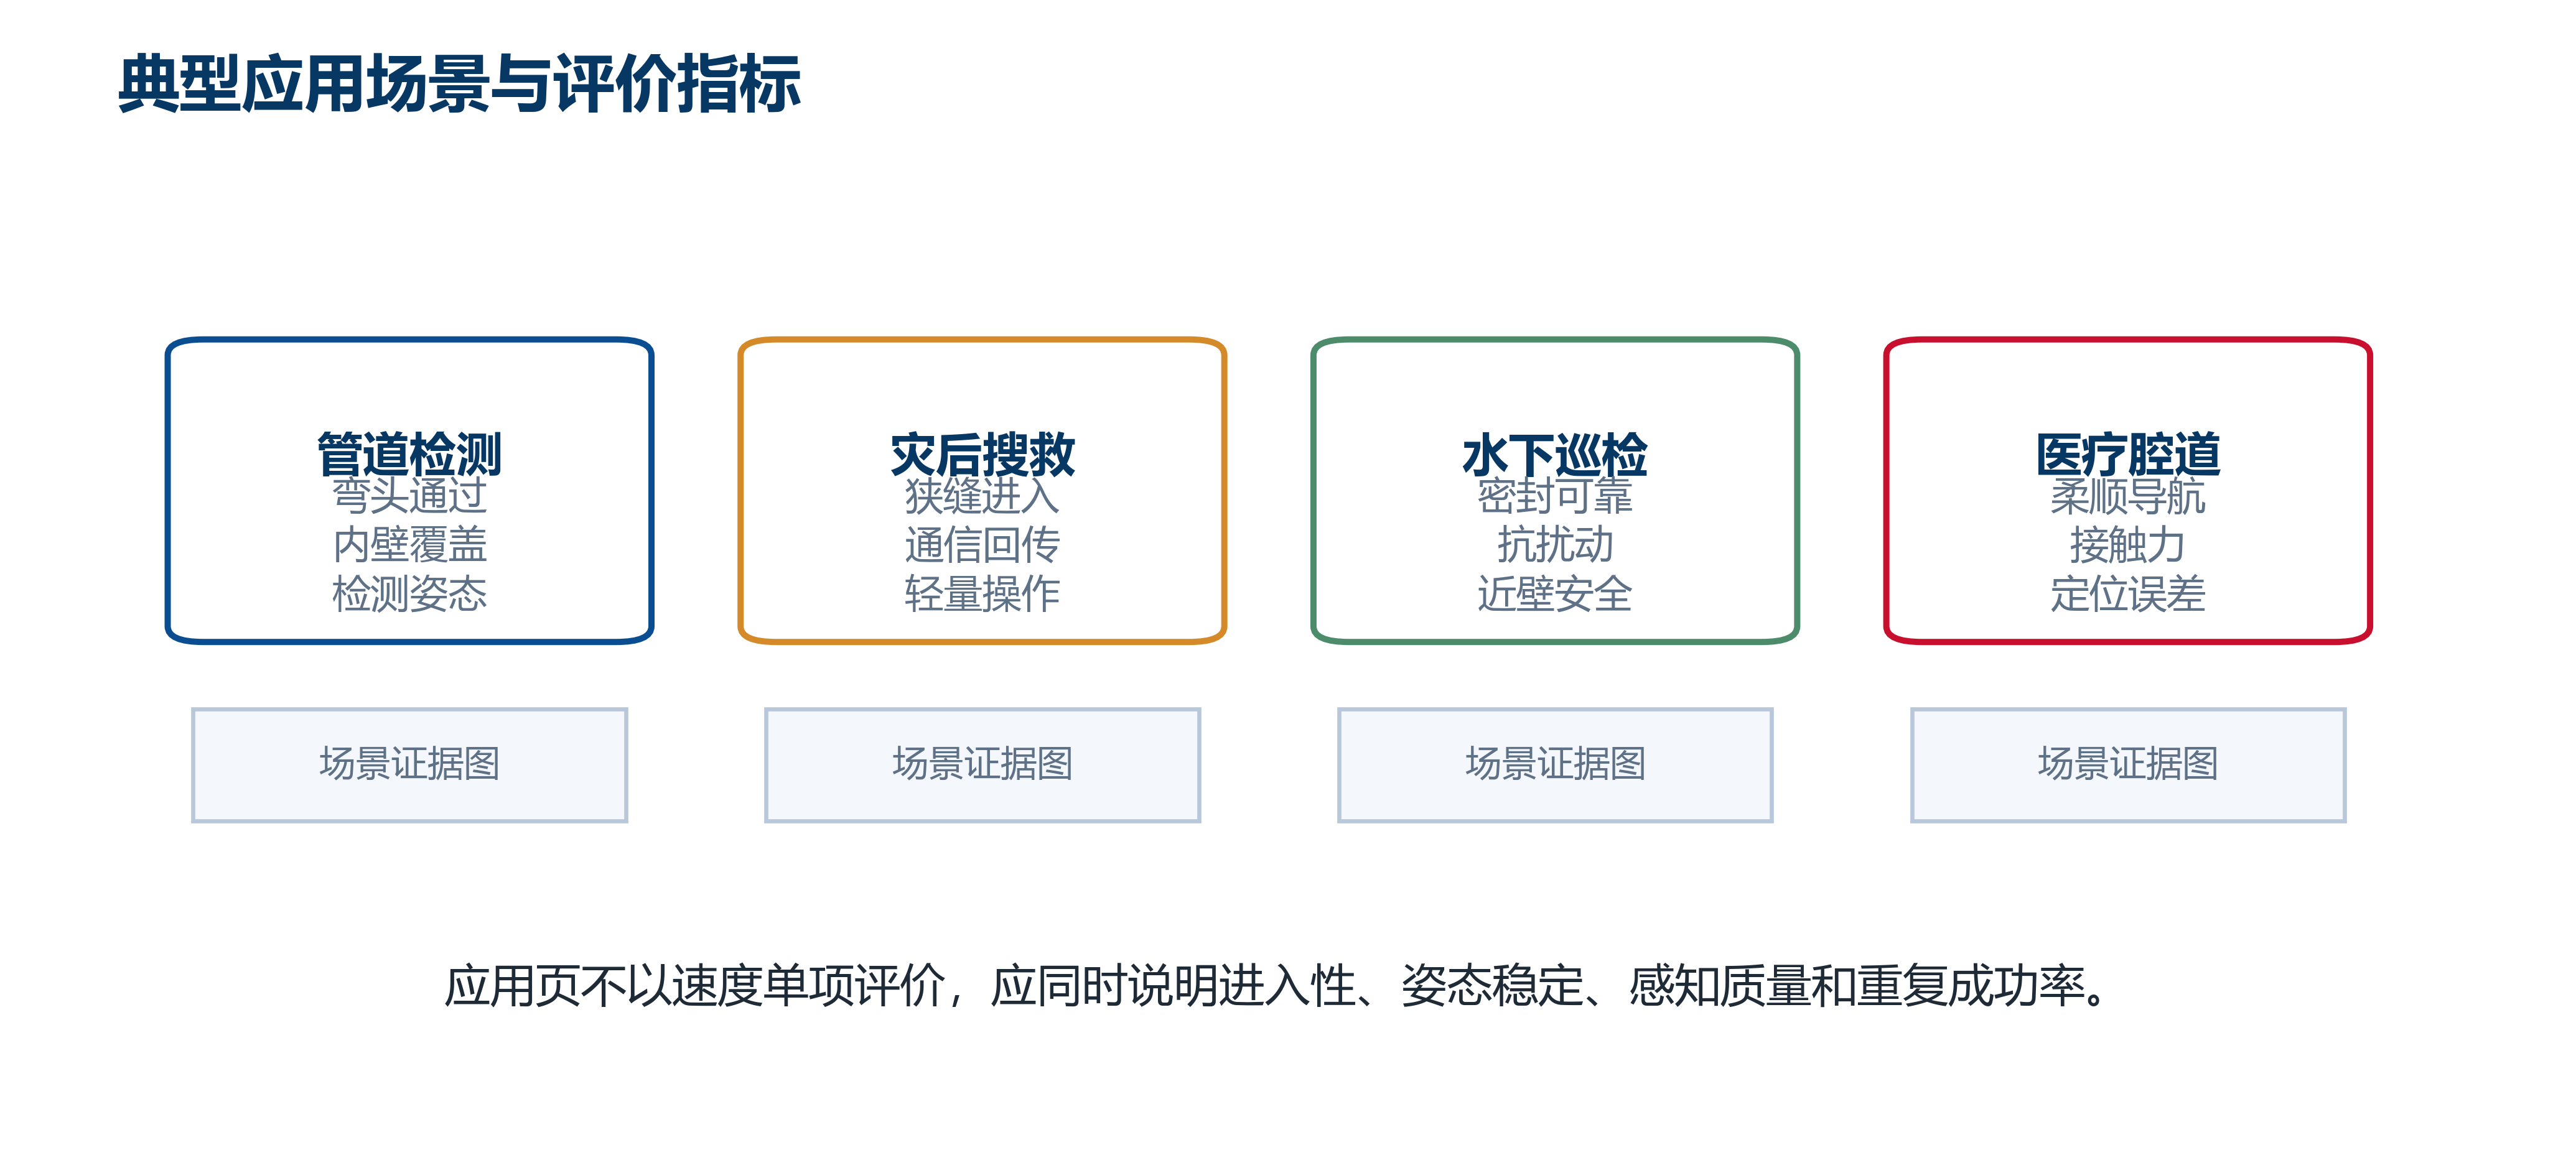 典型应用场景与评价指标
管道检测
弯头通过
内壁覆盖
检测姿态
灾后搜救
狭缝进入
通信回传
轻量操作
水下巡检
密封可靠
抗扰动
近壁安全
医疗腔道
柔顺导航
接触力
定位误差
场景证据图
场景证据图
场景证据图
场景证据图
应用页不以速度单项评价，应同时说明进入性、姿态稳定、感知质量和重复成功率。